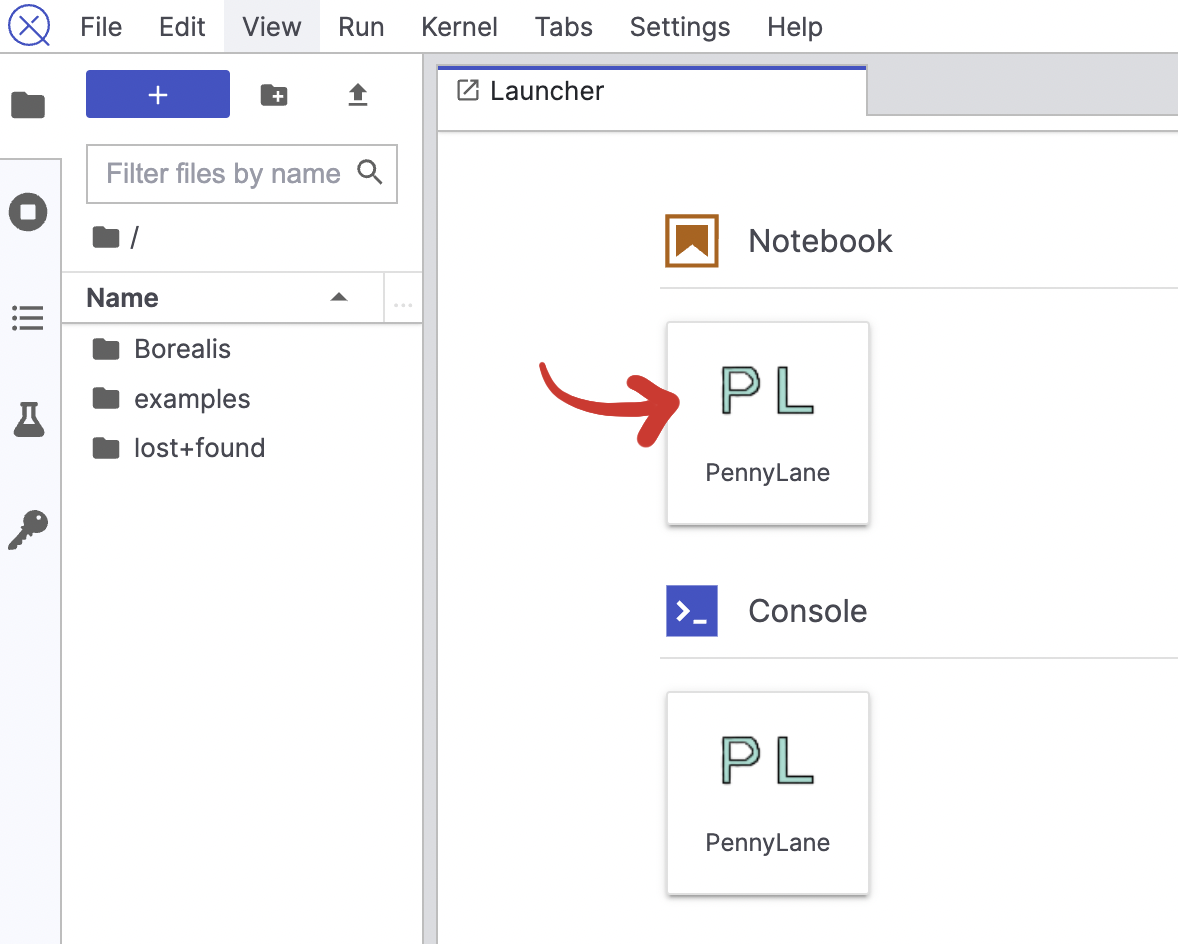 File Edit View Run Kernel Tabs Settings Help
+
Launcher
Filter files by name
/
Name
...
Borealis
examples
lost+found
Notebook
PL
PennyLane
>_ Console
PL
PennyLane